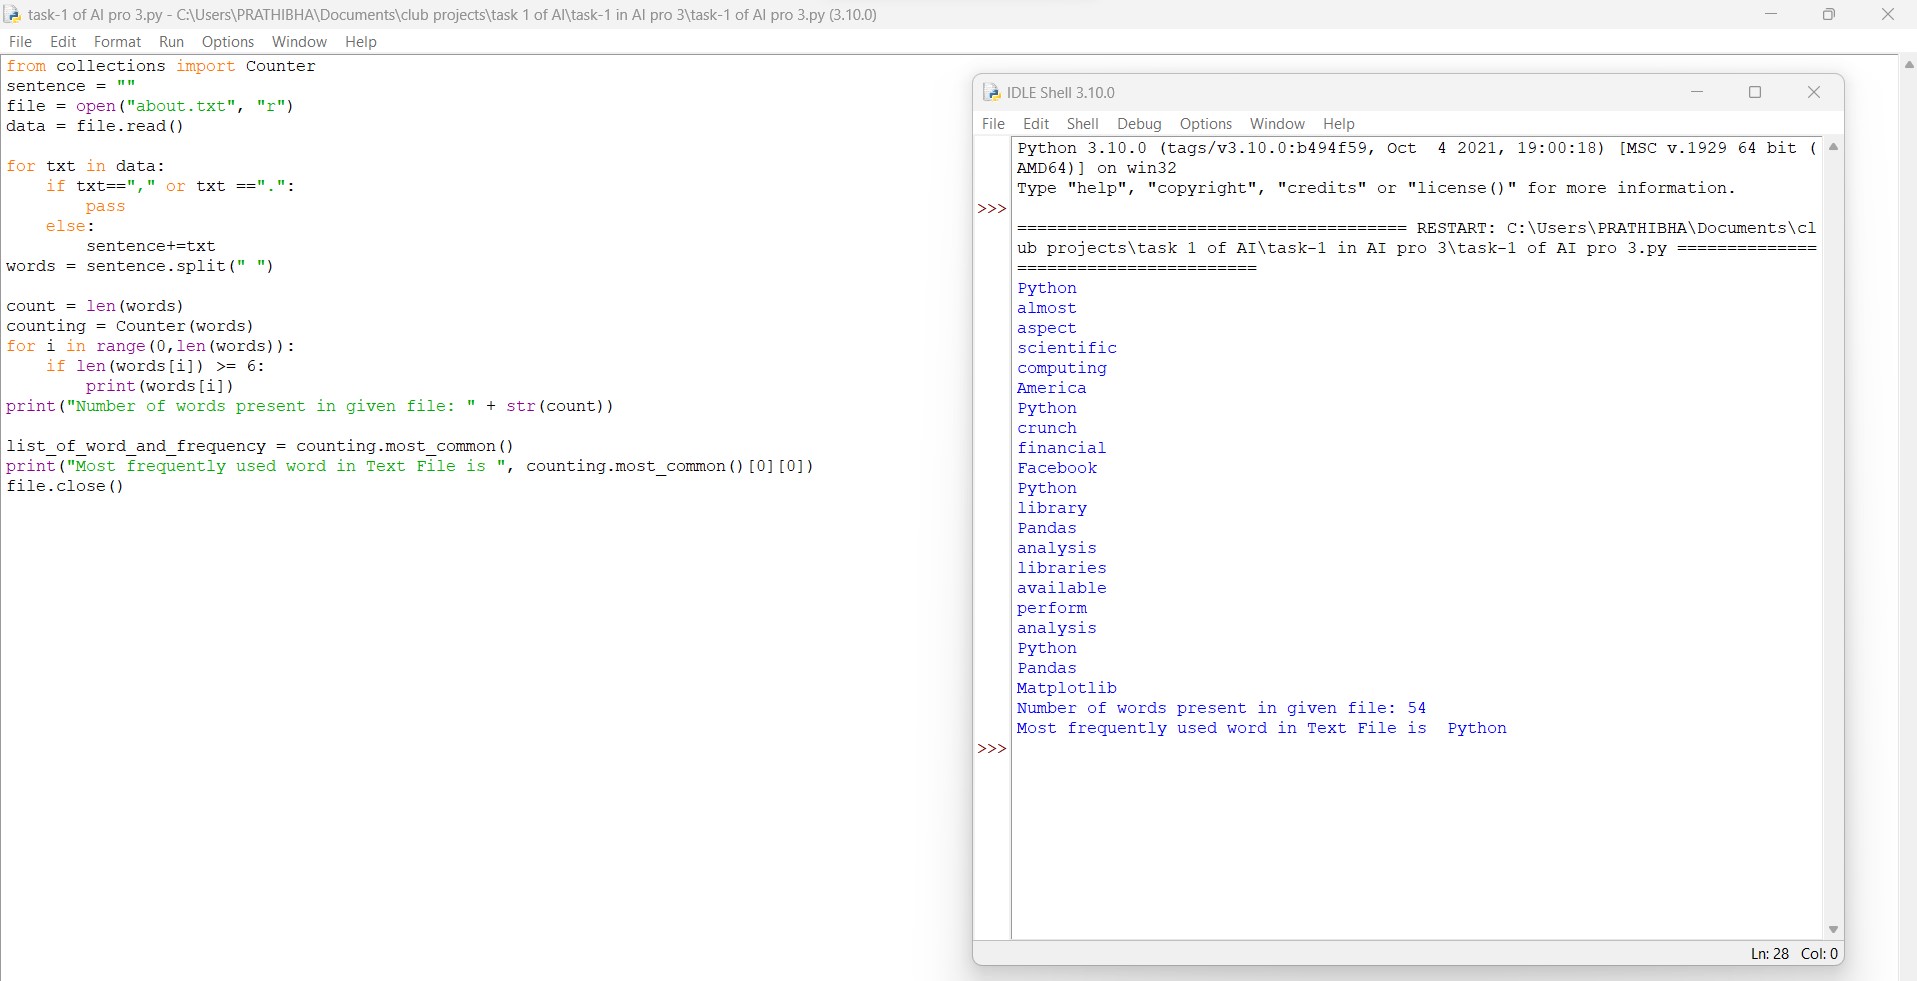 task-1 of AI pro 3.py - C:\Users\PRATHIBHA\Documents\club projects\task 1 of AI\task-1 in AI pro 3\task-1 of AI pro 3.py (3.10.0)
File Edit Format Run Options Window Help
from collections import Counter
sentence = ""
file = open("about.txt", "r")
data = file.read()
for txt in data:
    if txt=="," or txt ==".":
        pass
    else:
        sentence+=txt
words = sentence.split(" ")
count = len(words)
counting = Counter(words)
for i in range(0,len(words)):
    if len(words[i]) >= 6:
        print(words[i])
print("Number of words present in given file: " + str(count))
list_of_word_and_frequency = counting.most_common()
print("Most frequently used word in Text File is ", counting.most_common()[0][0])
file.close()
IDLE Shell 3.10.0
File Edit Shell Debug Options Window Help
Python 3.10.0 (tags/v3.10.0:b494f59, Oct  4 2021, 19:00:18) [MSC v.1929 64 bit (
AMD64)] on win32
Type "help", "copyright", "credits" or "license()" for more information.
>>>
======================================= RESTART: C:\Users\PRATHIBHA\Documents\cl
ub projects\task 1 of AI\task-1 in AI pro 3\task-1 of AI pro 3.py ==============
========================
Python
almost
aspect
scientific
computing
America
Python
crunch
financial
Facebook
Python
library
Pandas
analysis
libraries
available
perform
analysis
Python
Pandas
Matplotlib
Number of words present in given file: 54
Most frequently used word in Text File is  Python
>>>
Ln: 28 Col: 0